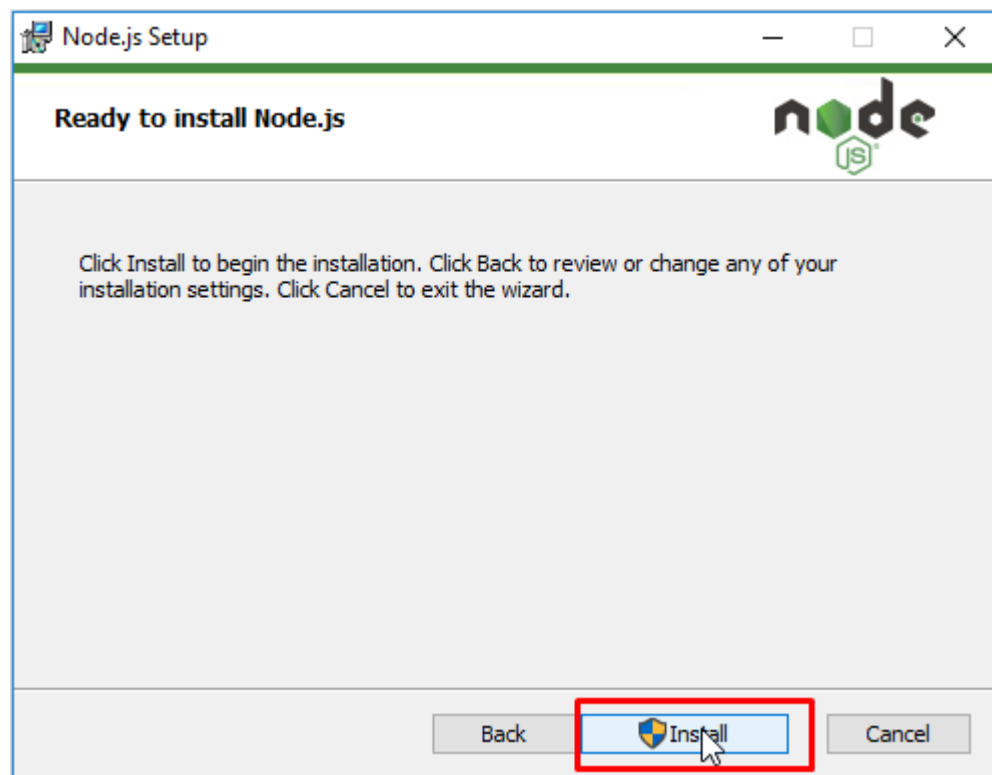 Node.js Setup
Ready to install Node.js
node
JS
Click Install to begin the installation. Click Back to review or change any of your
installation settings. Click Cancel to exit the wizard.
Back
Install
Cancel